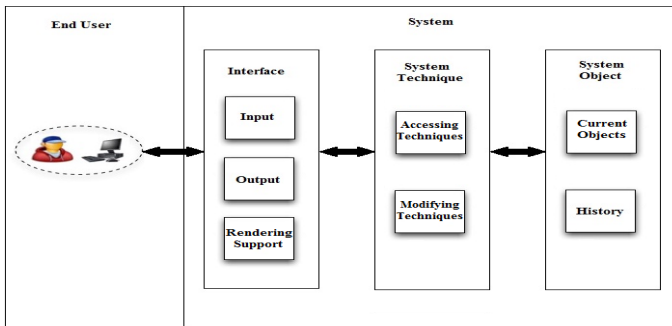 End User
System
Interface
Input
Output
Rendering
Support
System
Technique
Accessing
Techniques
Modifying
Techniques
System
Object
Current
Objects
History